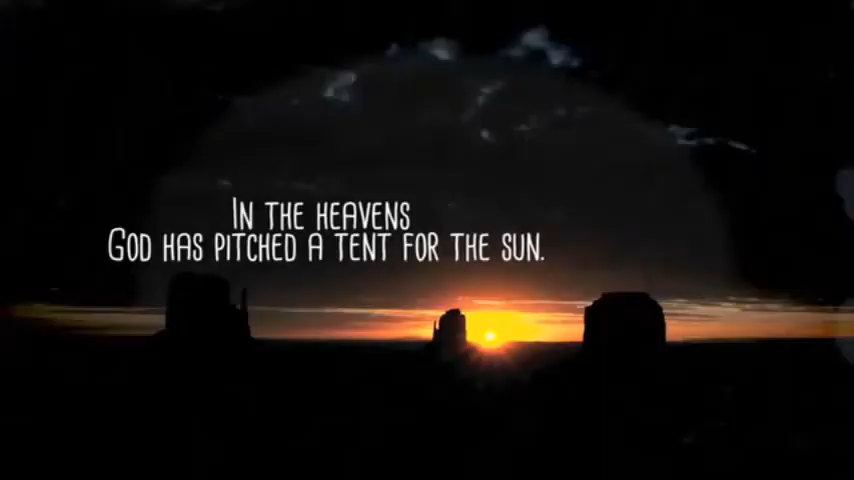 In the heavens
God has pitched a tent for the sun.